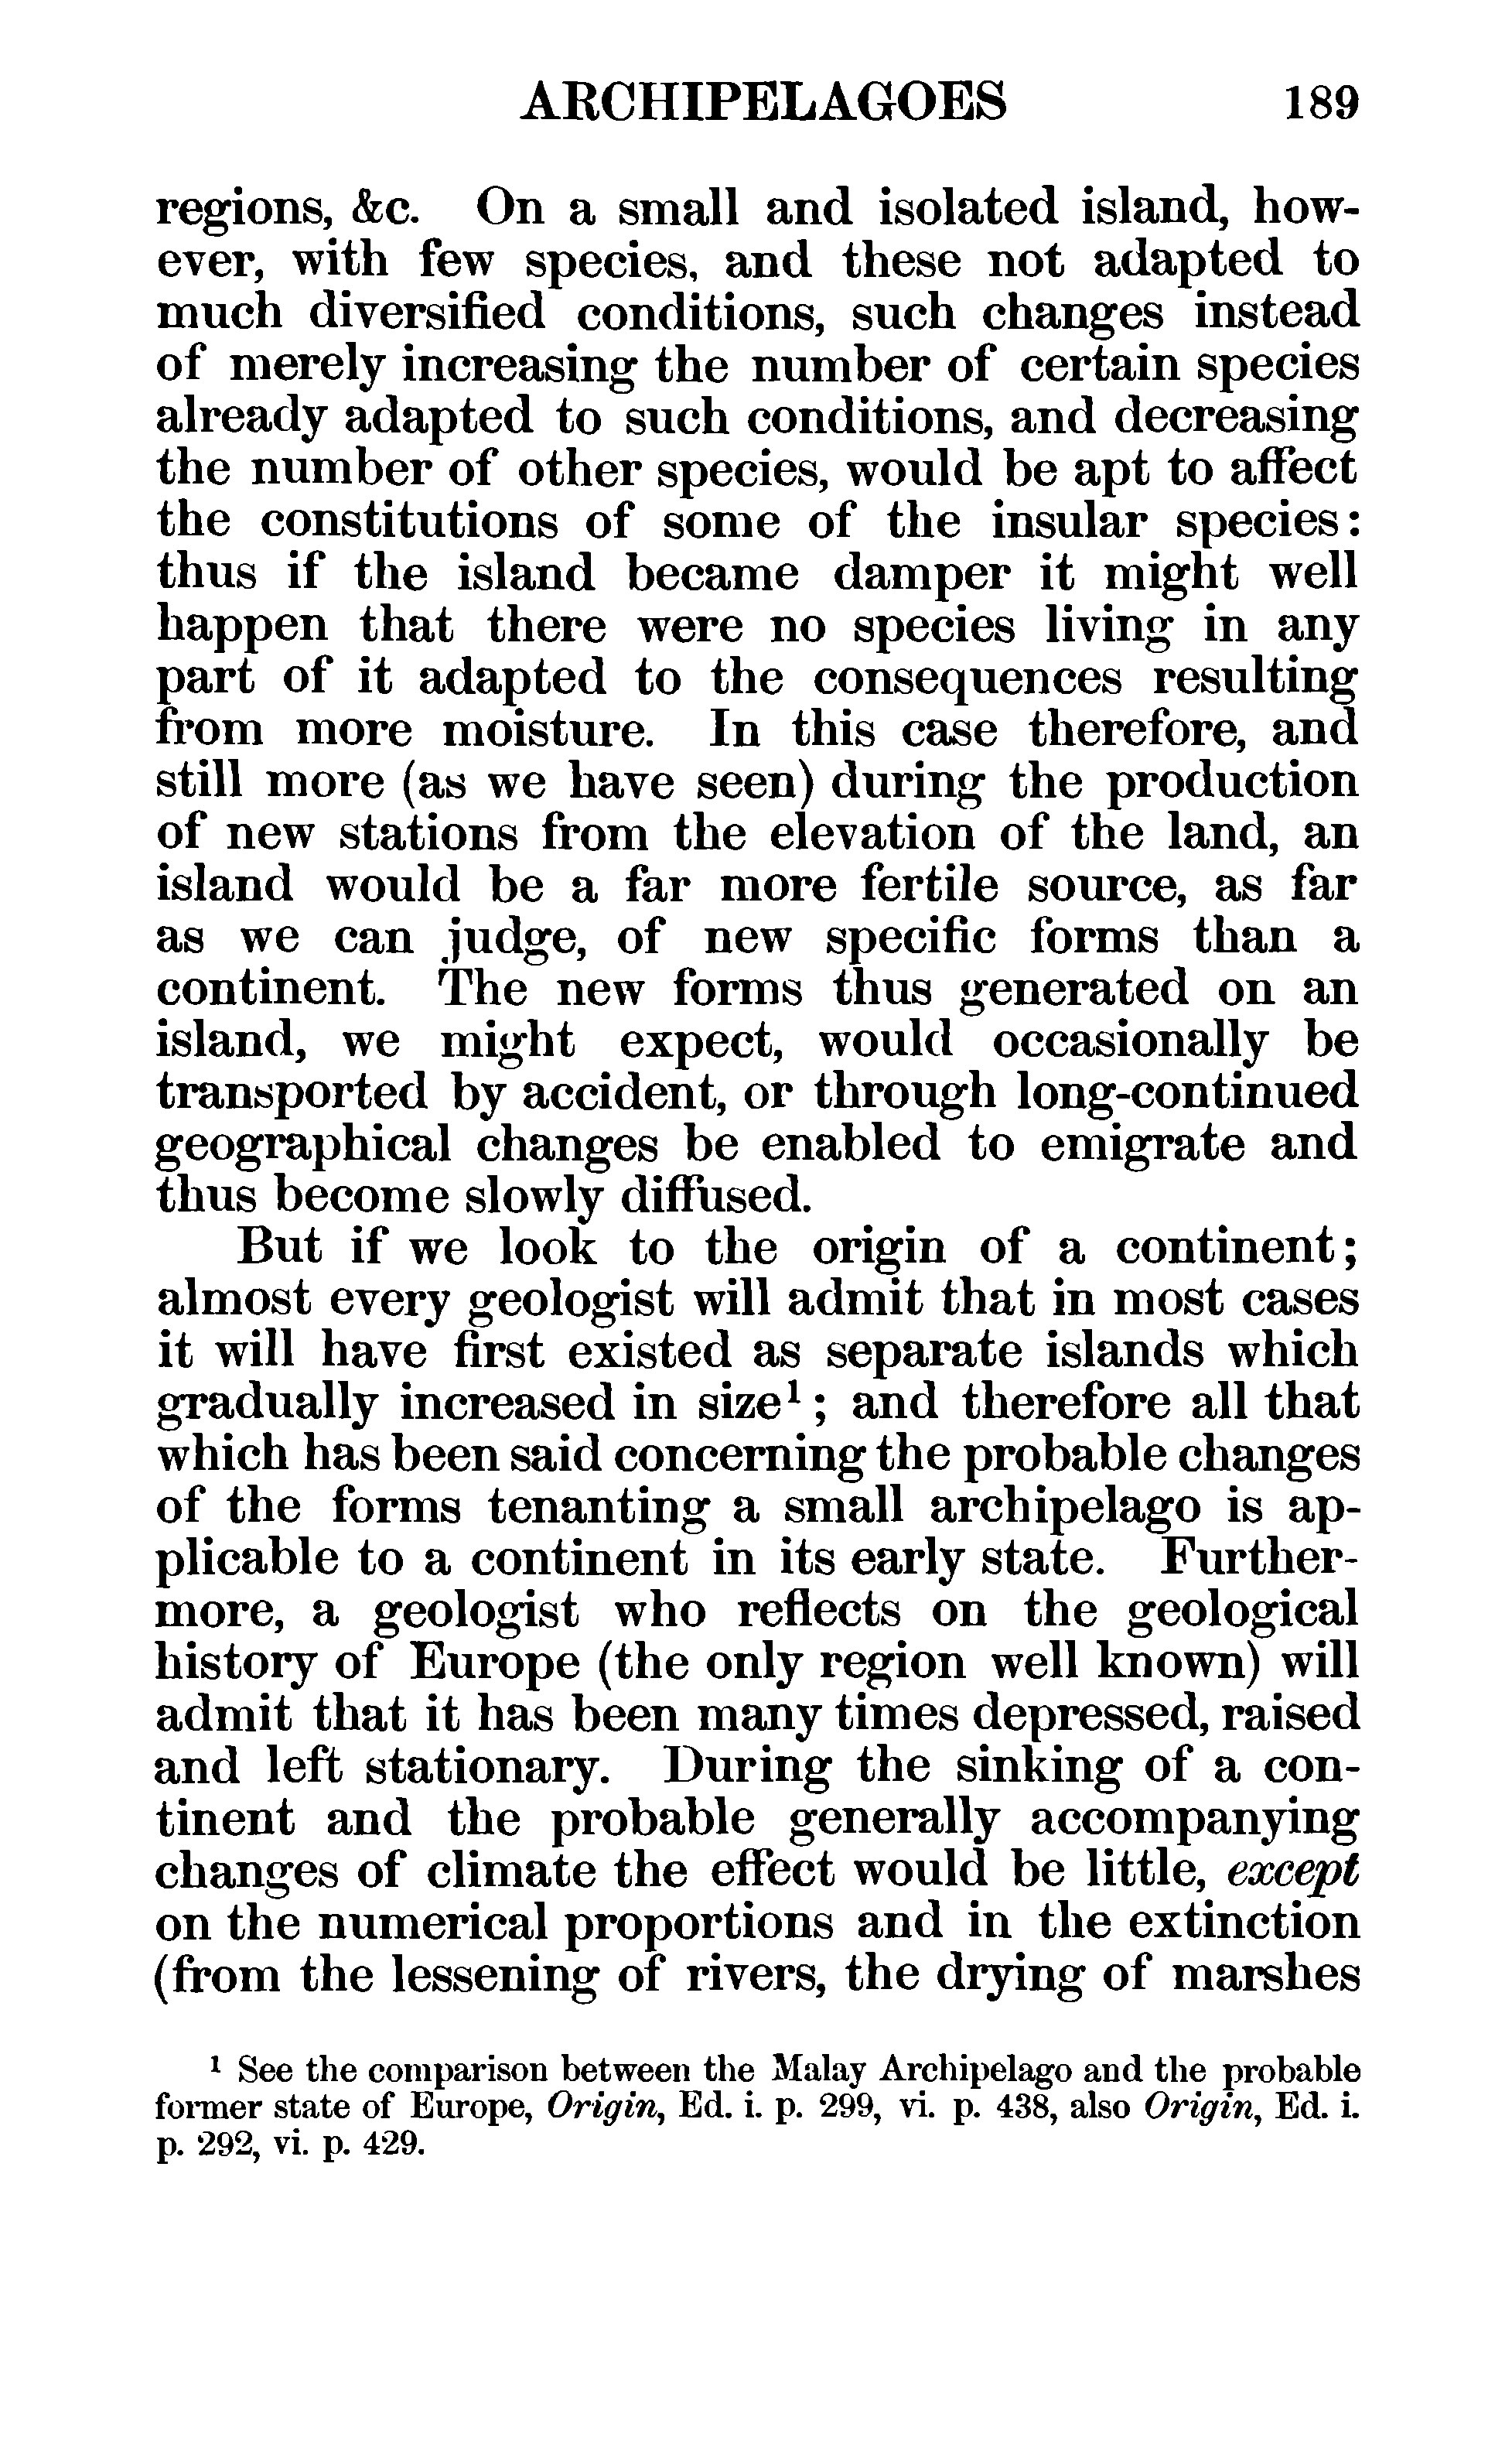 ARCHIPELAGOES 189
regions, &c. On a small and isolated island, how-
ever, with few species, and these not adapted to
much diversified conditions, such changes instead
of merely increasing the number of certain species
already adapted to such conditions, and decreasing
the number of other species, would be apt to affect
the constitutions of some of the insular species:
thus if the island became damper it might well
happen that there were no species living in any
part of it adapted to the consequences resulting
from more moisture. In this case therefore, and
still more (as we have seen) during the production
of new stations from the elevation of the land, an
island would be a far more fertile source, as far
as we can judge, of new specific forms than a
continent. The new forms thus generated on an
island, we might expect, would occasionally be
transported by accident, or through long-continued
geographical changes be enabled to emigrate and
thus become slowly diffused.
But if we look to the origin of a continent;
almost every geologist will admit that in most cases
it will have first existed as separate islands which
gradually increased in size¹; and therefore all that
which has been said concerning the probable changes
of the forms tenanting a small archipelago is ap-
plicable to a continent in its early state. Further-
more, a geologist who reflects on the geological
history of Europe (the only region well known) will
admit that it has been many times depressed, raised
and left stationary. During the sinking of a con-
tinent and the probable generally accompanying
changes of climate the effect would be little, except
on the numerical proportions and in the extinction
(from the lessening of rivers, the drying of marshes
¹ See the comparison between the Malay Archipelago and the probable
former state of Europe, Origin, Ed. i. p. 299, vi. p. 438, also Origin, Ed. i.
p. 292, vi. p. 429.